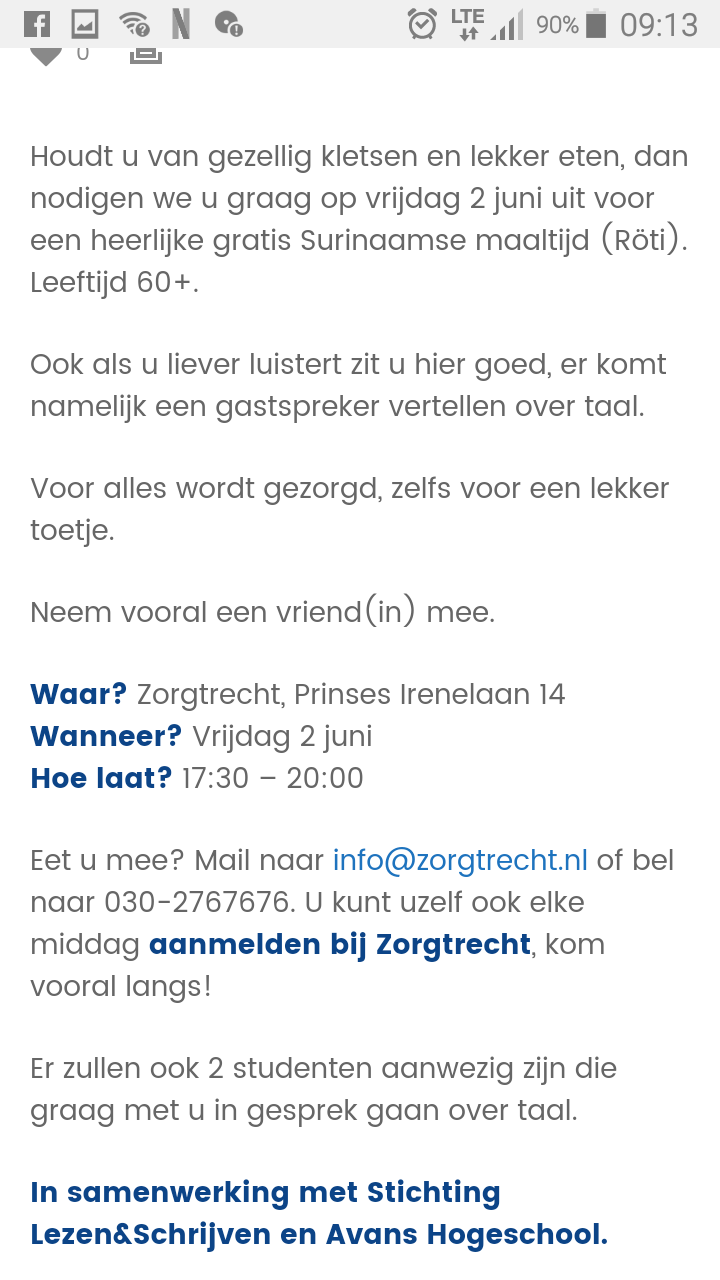 LTE 90% 09:13
0
Houdt u van gezellig kletsen en lekker eten, dan
nodigen we u graag op vrijdag 2 juni uit voor
een heerlijke gratis Surinaamse maaltijd (Röti).
Leeftijd 60+.
Ook als u liever luistert zit u hier goed, er komt
namelijk een gastspreker vertellen over taal.
Voor alles wordt gezorgd, zelfs voor een lekker
toetje.
Neem vooral een vriend(in) mee.
Waar? Zorgtrecht, Prinses Irenelaan 14
Wanneer? Vrijdag 2 juni
Hoe laat? 17:30 – 20:00
Eet u mee? Mail naar info@zorgtrecht.nl of bel
naar 030-2767676. U kunt uzelf ook elke
middag aanmelden bij Zorgtrecht, kom
vooral langs!
Er zullen ook 2 studenten aanwezig zijn die
graag met u in gesprek gaan over taal.
In samenwerking met Stichting
Lezen&Schrijven en Avans Hogeschool.